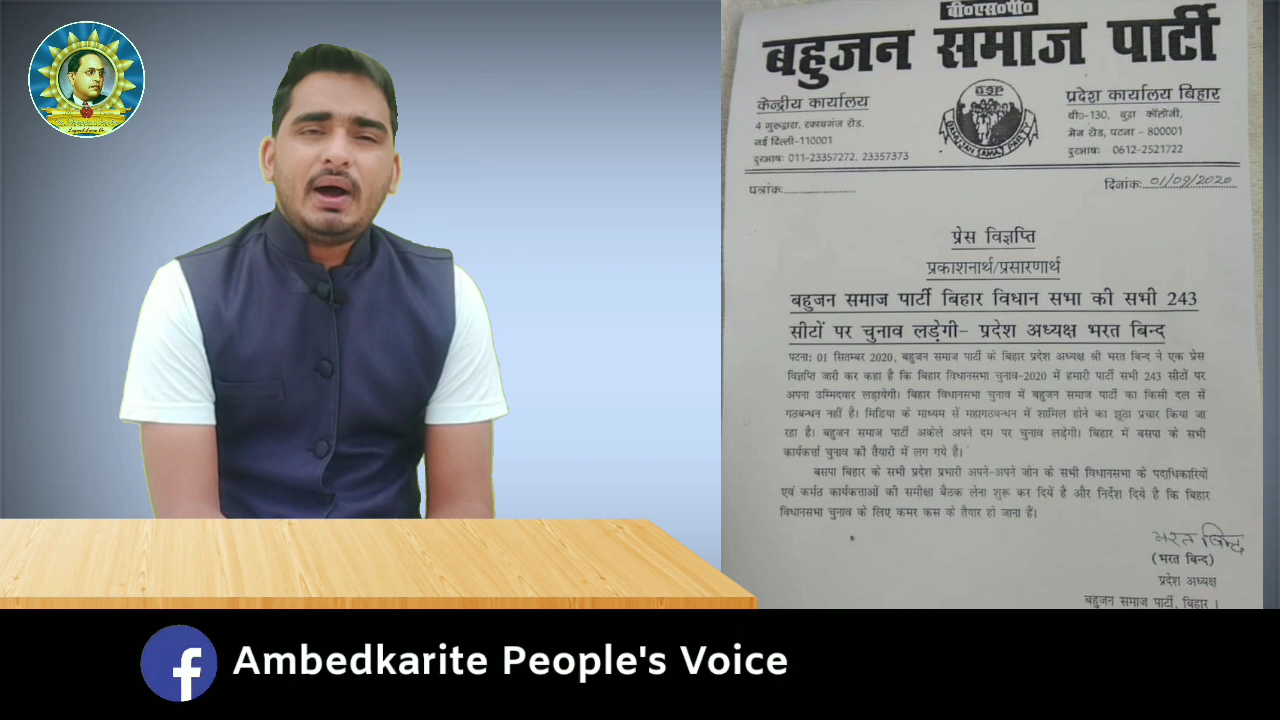 बी०एस०पी०
बहुजन समाज पार्टी
केन्द्रीय कार्यालय
4 गुरुद्वारा, रकाबगंज रोड,
नई दिल्ली-110001
दुरभाषः 011-23357272, 23357373
BSP
BAHUJAN SAMAJ PARTY
प्रदेश कार्यालय बिहार
बी०-130, बुद्दा कॉलोनी,
मेन रोड, पटना - 800001
दुरभाषः 0612-2521722
पत्रांकः
दिनांकः 01/09/2020
प्रेस विज्ञप्ति
प्रकाशनार्थ/प्रसारणार्थ
बहुजन समाज पार्टी बिहार विधान सभा की सभी 243
सीटों पर चुनाव लड़ेगी- प्रदेश अध्यक्ष भरत बिन्द
पटना: 01 सितम्बर 2020, बहुजन समाज पार्टी के बिहार प्रदेश अध्यक्ष श्री भरत बिन्द ने एक प्रेस
विज्ञप्ति जारी कर कहा है कि बिहार विधानसभा चुनाव-2020 में हमारी पार्टी सभी 243 सीटों पर
अपना उम्मिदवार लड़ायेगी। बिहार विधानसभा चुनाव में बहुजन समाज पार्टी का किसी दल सें
गठबन्धन नहीं है। मिडिया के माध्यम सें महागठबन्धन में शामिल होने का झूठा प्रचार किया जा
रहा है। बहुजन समाज पार्टी अकेले अपने दम पर चुनाव लड़ेगी। बिहार में बसपा के सभी
कार्यकर्त्ता चुनाव की तैयारी में लग गये है।
बसपा बिहार के सभी प्रदेश प्रभारी अपने-अपने जोन के सभी विधानसभा के पदाधिकारियों
एवं कर्मठ कार्यकत्ताओं की समीक्षा बैठक लेना शुरू कर दियें है और निर्देश दिये है कि बिहार
विधानसभा चुनाव के लिए कमर कस के तैयार हो जाना हैं।
भरत बिन्द
(भरत बिन्द)
प्रदेश अध्यक्ष
बहुजन समाज पार्टी, बिहार।
Ambedkarite People's Voice